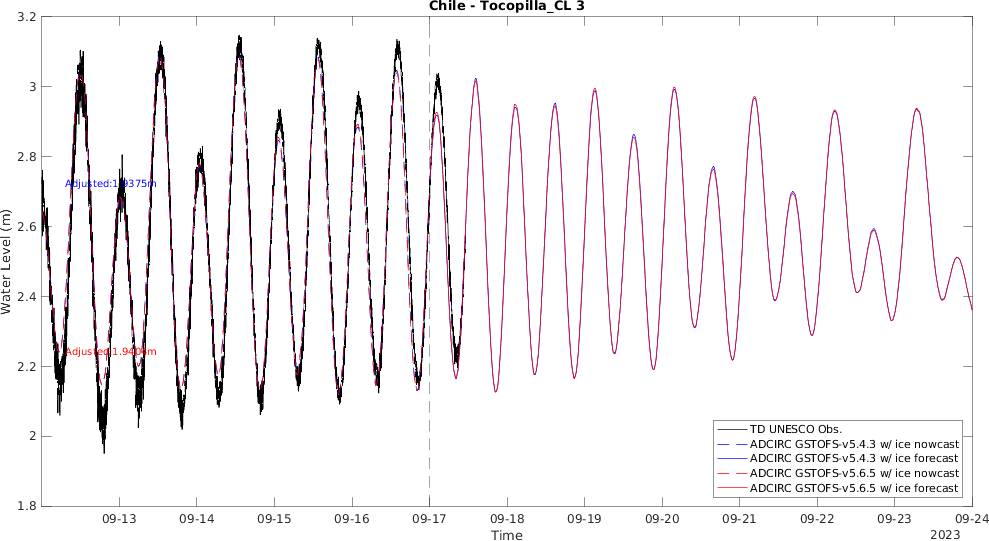 Chile - Tocopilla_CL 3
3.2
3
2.8
2.6
2.4
2.2
2
1.8
Water Level (m)
Adjusted:1.9375m
Adjusted:1.9406m
09-13
09-14
09-15
09-16
09-17
09-18
09-19
09-20
09-21
09-22
09-23
09-24
Time
2023
TD UNESCO Obs.
ADCIRC GSTOFS-v5.4.3 w/ ice nowcast
ADCIRC GSTOFS-v5.4.3 w/ ice forecast
ADCIRC GSTOFS-v5.6.5 w/ ice nowcast
ADCIRC GSTOFS-v5.6.5 w/ ice forecast